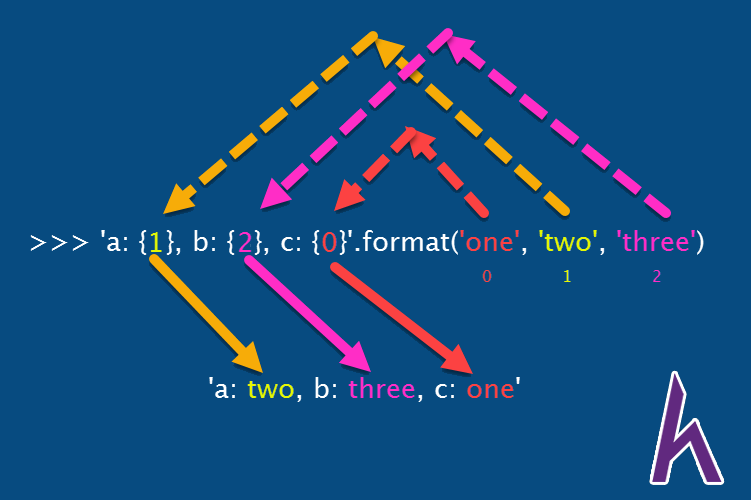 >>> 'a: {1}, b: {2}, c: {0}'.format('one', 'two', 'three')
0 1 2
'a: two, b: three, c: one'
h